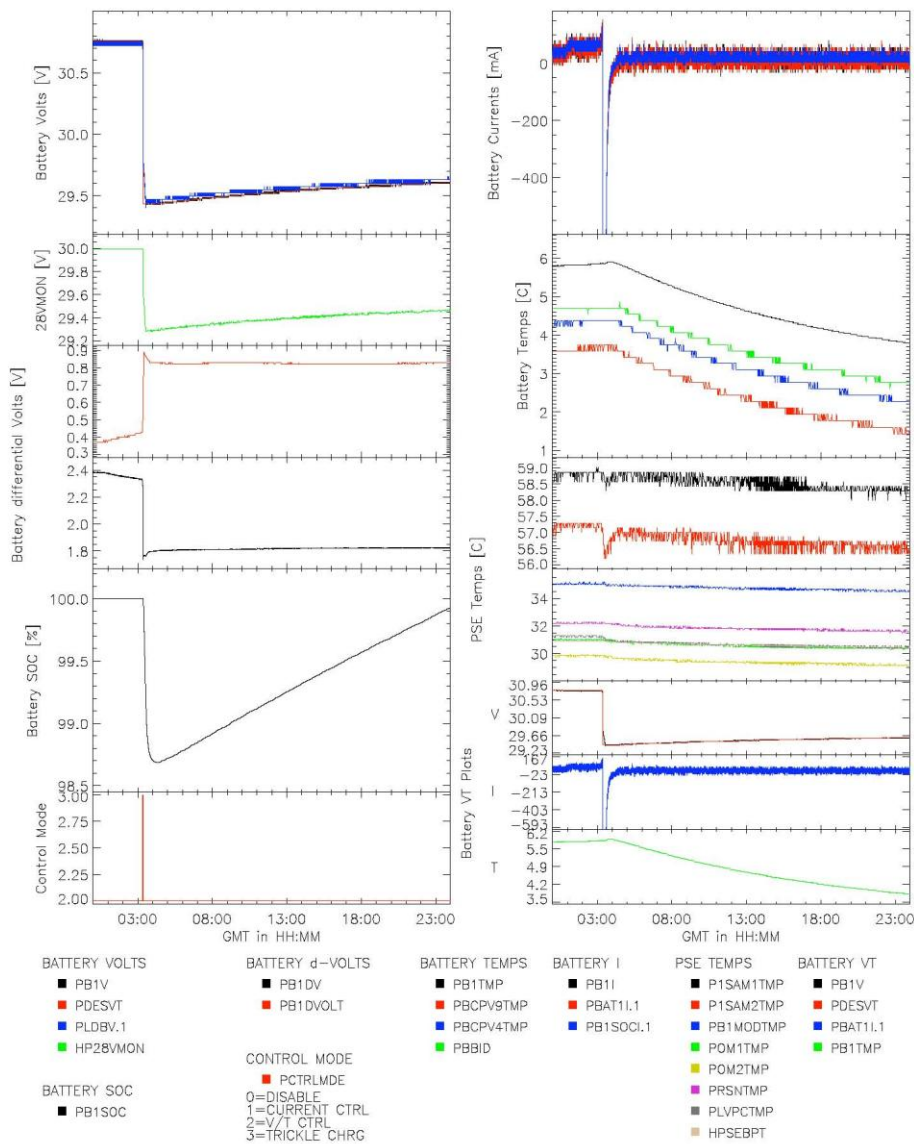 Battery Volts [V]
30.5
30.0
29.5
28VMON [V]
30.0
29.8
29.6
29.4
29.2
Battery differential Volts [V]
0.9
0.8
0.7
0.6
0.5
0.4
0.3
2.4
2.2
2.0
1.8
Battery SOC [%]
100.0
99.5
99.0
98.5
Control Mode
3.00
2.75
2.50
2.25
2.00
03:00 08:00 13:00 18:00 23:00
GMT in HH:MM
Battery Currents [mA]
0
-200
-400
Battery Temps [C]
6
5
4
3
2
1
PSE Temps [C]
59.0
58.5
58.0
57.5
57.0
56.5
56.0
34
32
30
Battery VT Plots
V
30.96
30.53
30.09
29.66
29.23
I
167
-23
-213
-403
-593
T
6.2
5.5
4.9
4.2
3.5
03:00 08:00 13:00 18:00 23:00
GMT in HH:MM
BATTERY VOLTS
PB1V
PDESVT
PLDBV.1
HP28VMON
BATTERY SOC
PB1SOC
BATTERY d-VOLTS
PB1DV
PB1DVOLT
CONTROL MODE
PCTRLMDE
0=DISABLE
1=CURRENT CTRL
2=V/T CTRL
3=TRICKLE CHRG
BATTERY TEMPS
PB1TMP
PBCPV9TMP
PBCPV4TMP
PBBID
BATTERY I
PB1I
PBAT1I.1
PB1SOCI.1
PSE TEMPS
P1SAM1TMP
P1SAM2TMP
PB1MODTMP
POM1TMP
POM2TMP
PRSNTMP
PLVPCTMP
HPSEBPT
BATTERY VT
PB1V
PDESVT
PBAT1I.1
PB1TMP